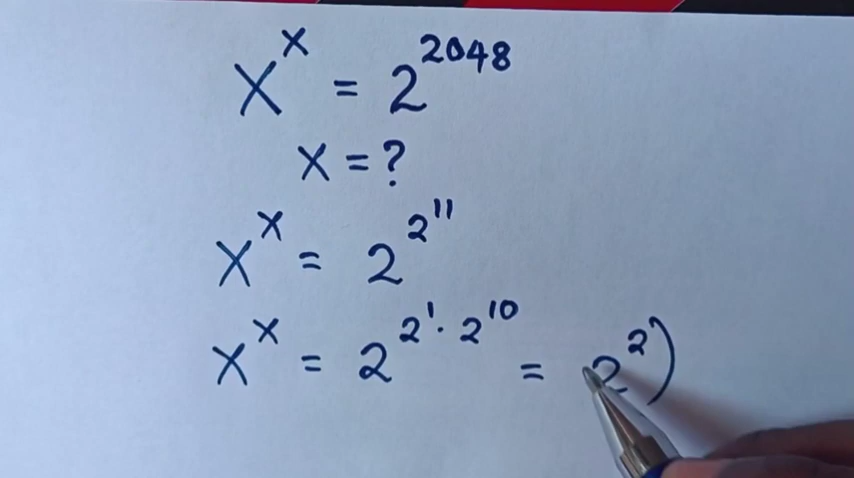 x^x = 2^2048
x = ?
x^x = 2^2^11
x^x = 2^2^1 · 2^10 = 2^2)